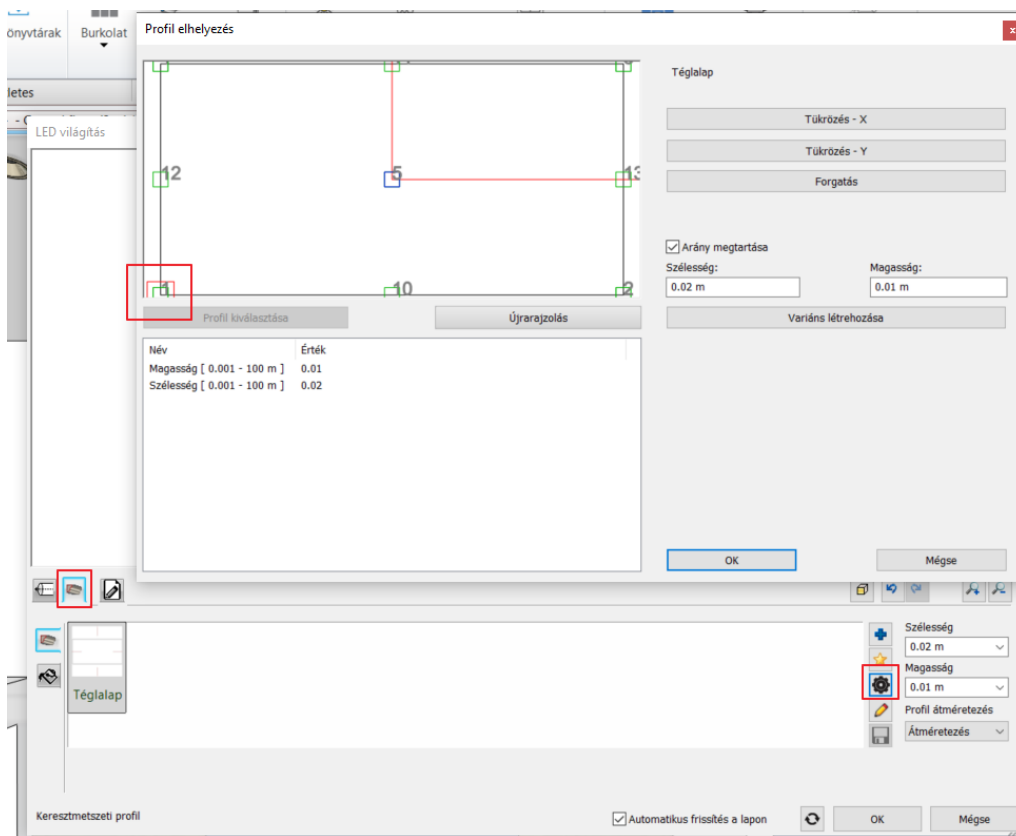 önyvtárak
Burkolat
Profil elhelyezés
x
letes
LED világítás
Téglalap
Tükrözés - X
Tükrözés - Y
Forgatás
12
5
13
1
10
2
Arány megtartása
Szélesség:
Magasság:
0.02 m
0.01 m
Profil kiválasztása
Újrarajzolás
Variáns létrehozása
Név
Érték
Magasság [ 0.001 - 100 m ]
0.01
Szélesség [ 0.001 - 100 m ]
0.02
OK
Mégse
Szélesség
0.02 m
Magasság
0.01 m
Profil átméretezés
Átméretezés
Téglalap
Keresztmetszeti profil
Automatikus frissítés a lapon
OK
Mégse